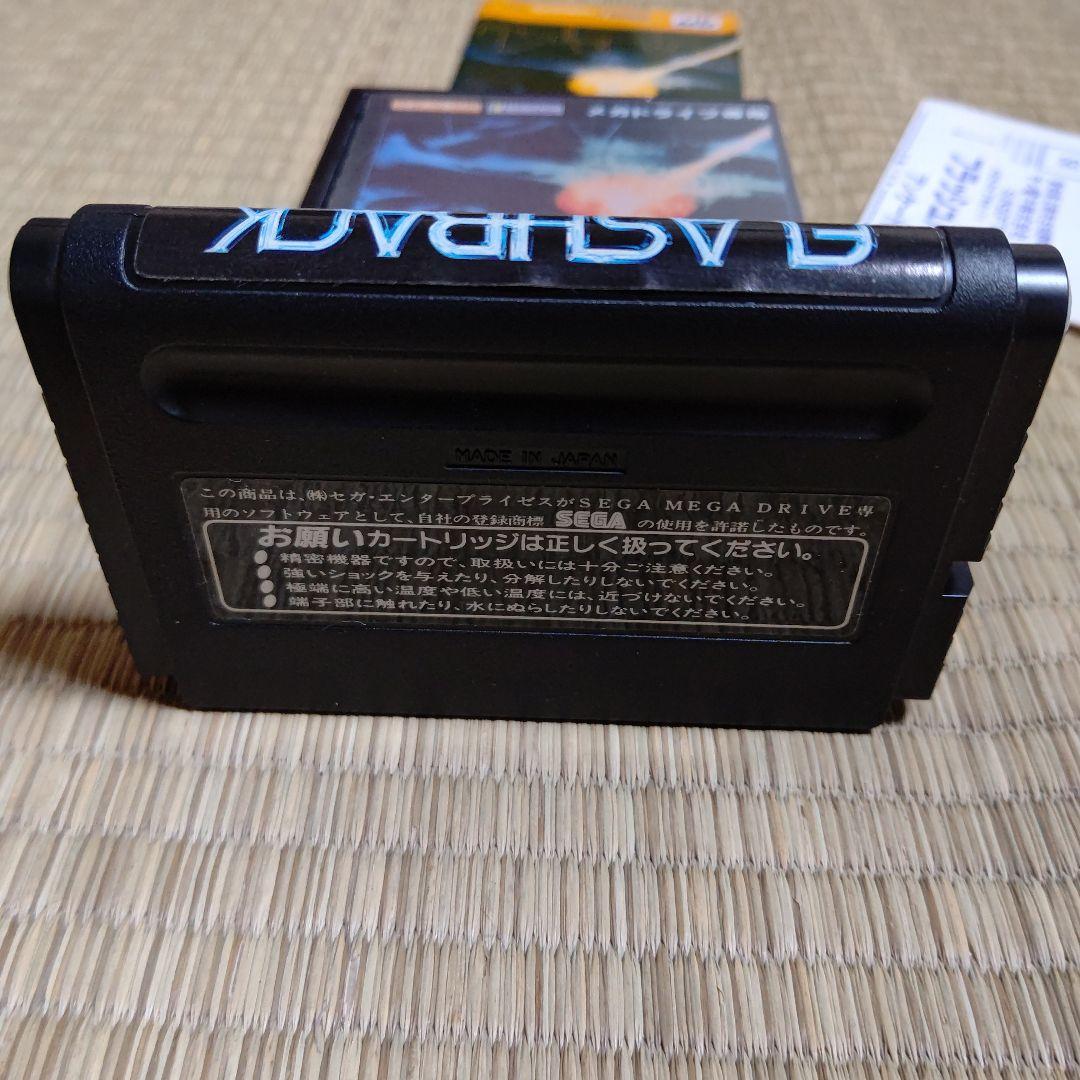 メガドライブ専用
FLASHBACK
MADE IN JAPAN
この商品は、㈱セガ・エンタープライゼスがSEGA MEGA DRIVE専
用のソフトウェアとして、自社の登録商標 SEGA の使用を許諾したものです。
お願いカートリッジは正しく扱ってください。
●精密機器ですので、取扱いには十分ご注意ください。
●強いショックを与えたり、分解したりしないでください。
●極端に高い温度や低い温度には、近づけないでください。
●端子部に触れたり、水にぬらしたりしないでください。